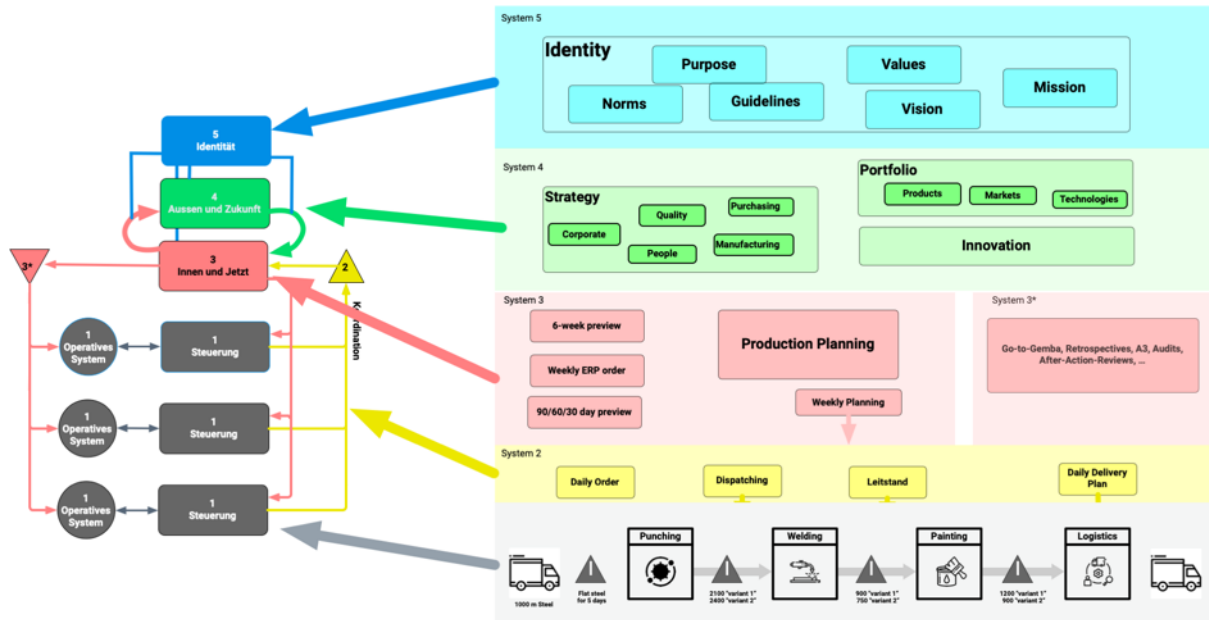 5
Identität
4
Aussen und Zukunft
3
Innen und Jetzt
3*
2
Koordination
1
Operatives
System
1
Steuerung
1
Operatives
System
1
Steuerung
1
Operatives
System
1
Steuerung
System 5
Identity
Purpose
Values
Mission
Norms
Guidelines
Vision
System 4
Strategy
Quality
Purchasing
Corporate
People
Manufacturing
Portfolio
Products
Markets
Technologies
Innovation
System 3
6-week preview
Weekly ERP order
90/60/30 day preview
Production Planning
Weekly Planning
System 3*
Go-to-Gemba, Retrospectives, A3, Audits,
After-Action-Reviews, ...
System 2
Daily Order
Dispatching
Leitstand
Daily Delivery
Plan
Punching
Welding
Painting
Logistics
1000 m Steel
Flat steel
for 5 days
2100 "variant 1"
2400 "variant 2"
900 "variant 1"
750 "variant 2"
1200 "variant 1"
900 "variant 2"